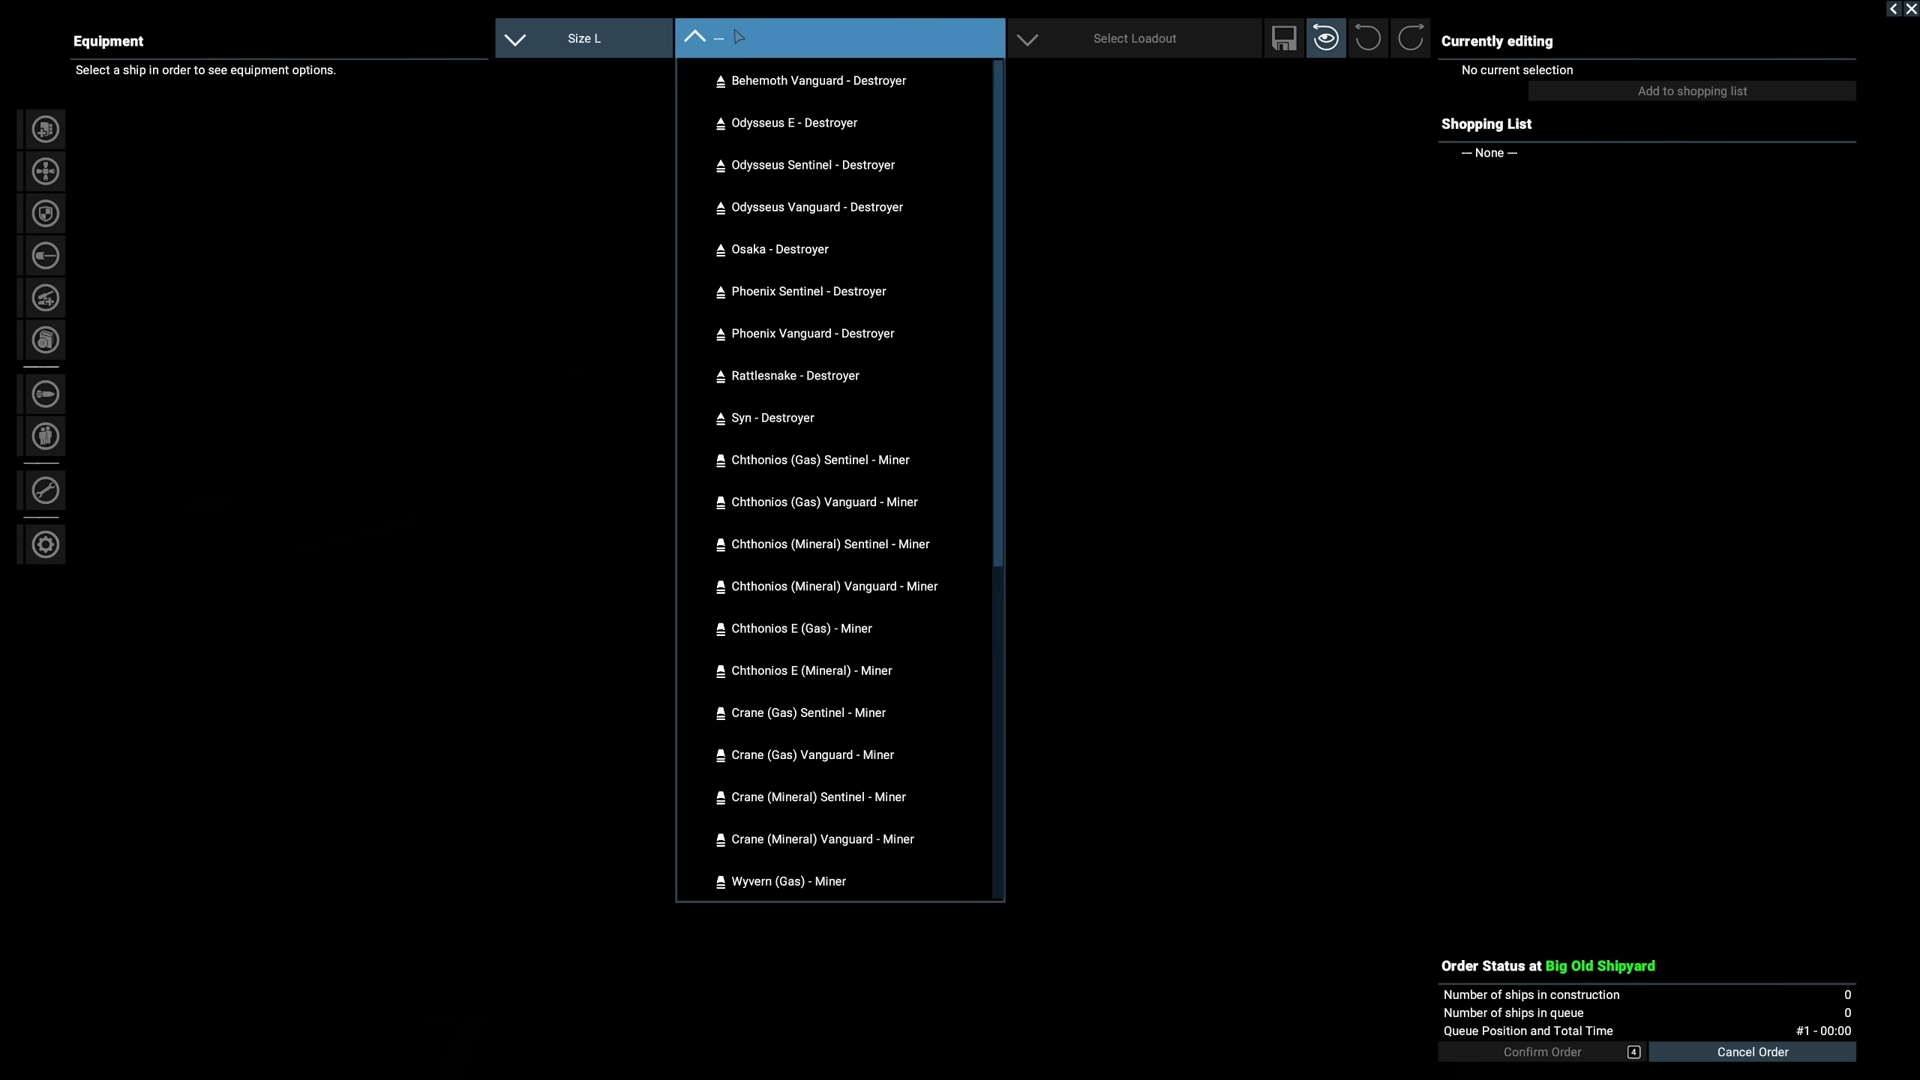 Equipment
Select a ship in order to see equipment options.
Size L
---
Select Loadout
Behemoth Vanguard - Destroyer
Odysseus E - Destroyer
Odysseus Sentinel - Destroyer
Odysseus Vanguard - Destroyer
Osaka - Destroyer
Phoenix Sentinel - Destroyer
Phoenix Vanguard - Destroyer
Rattlesnake - Destroyer
Syn - Destroyer
Chthonios (Gas) Sentinel - Miner
Chthonios (Gas) Vanguard - Miner
Chthonios (Mineral) Sentinel - Miner
Chthonios (Mineral) Vanguard - Miner
Chthonios E (Gas) - Miner
Chthonios E (Mineral) - Miner
Crane (Gas) Sentinel - Miner
Crane (Gas) Vanguard - Miner
Crane (Mineral) Sentinel - Miner
Crane (Mineral) Vanguard - Miner
Wyvern (Gas) - Miner
Currently editing
No current selection
Add to shopping list
Shopping List
--- None ---
Order Status at Big Old Shipyard
Number of ships in construction 0
Number of ships in queue 0
Queue Position and Total Time #1 - 00:00
Confirm Order 4 Cancel Order